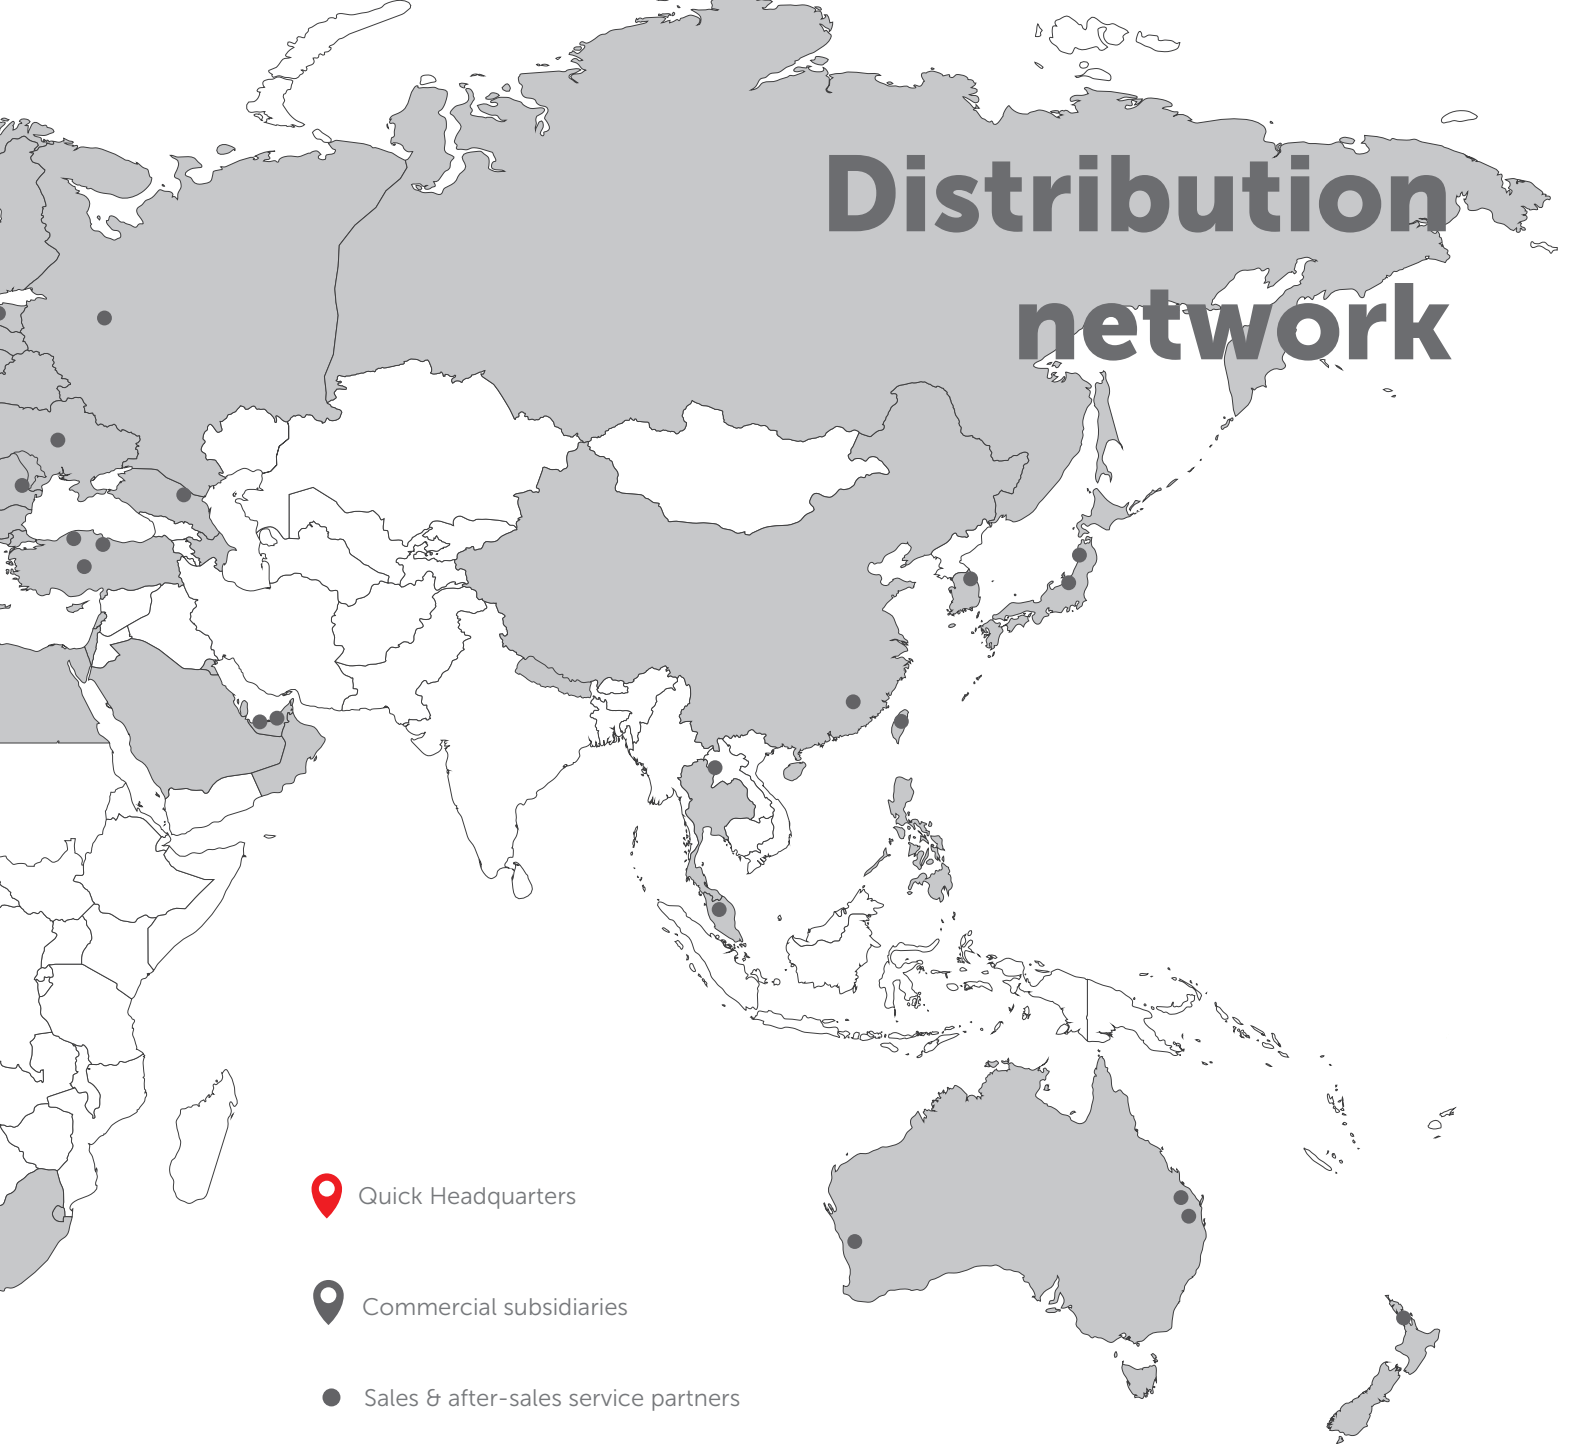 Distribution
network
Quick Headquarters
Commercial subsidiaries
Sales & after-sales service partners